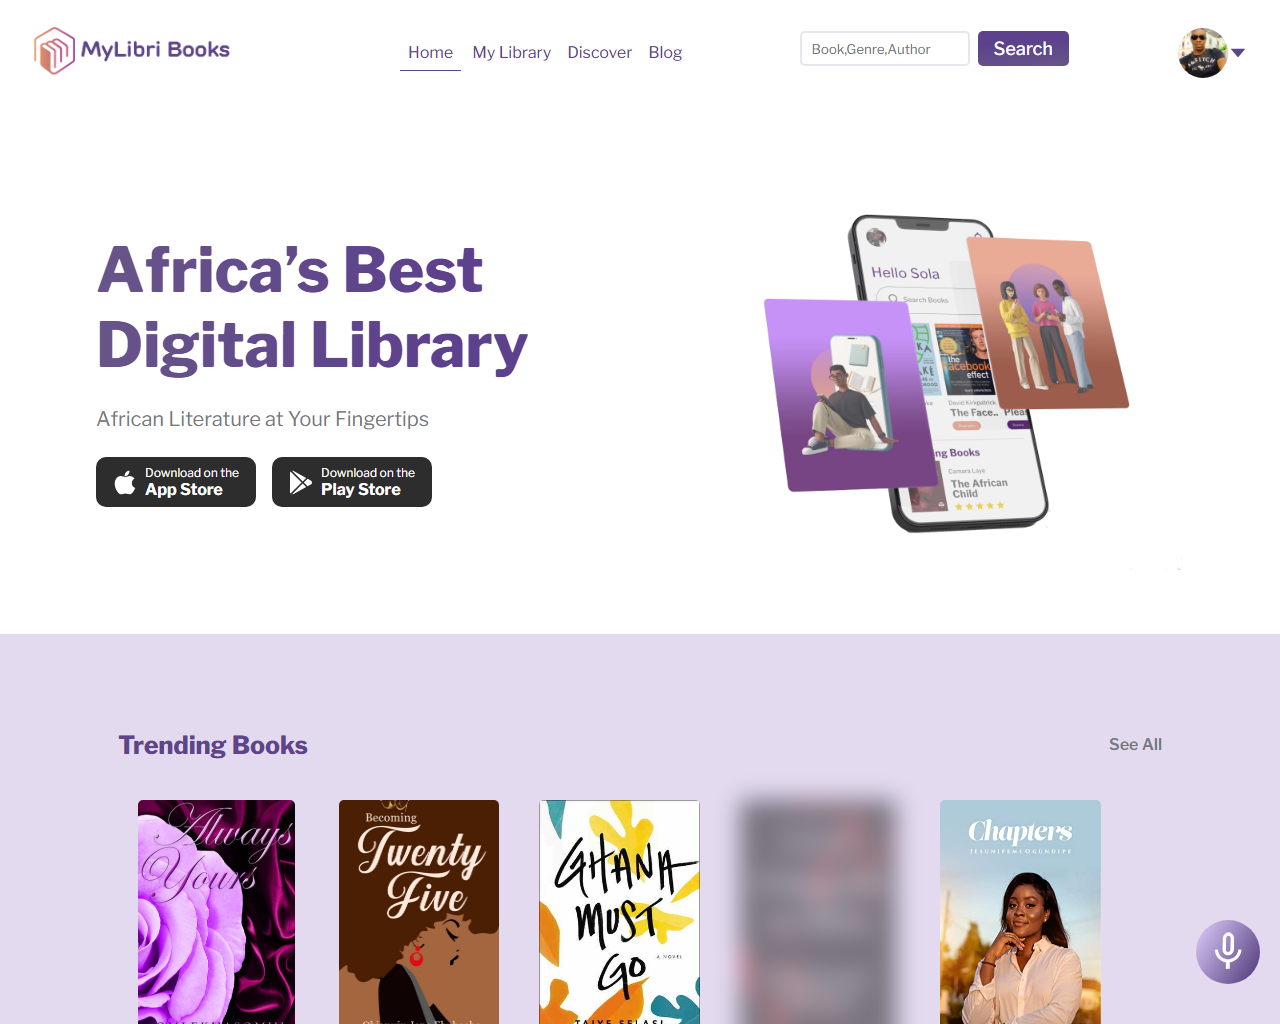 MyLibri Books
Home
My Library
Discover
Blog
Book,Genre,Author
Search
Africa’s Best
Digital Library
African Literature at Your Fingertips
Download on the
App Store
Download on the
Play Store
Hello Sola
Search Books
the
facebook
effect
David Kirkpatrick
The Face..
Pleas
ng Books
Camara Laye
The African
Child
Trending Books
See All
Always
Yours
Becoming
Twenty
Five
GHANA
MUST
GO
A NOVEL
TAIYE SELASI
Chapters
JESUNIFEMI OGUNDIPE